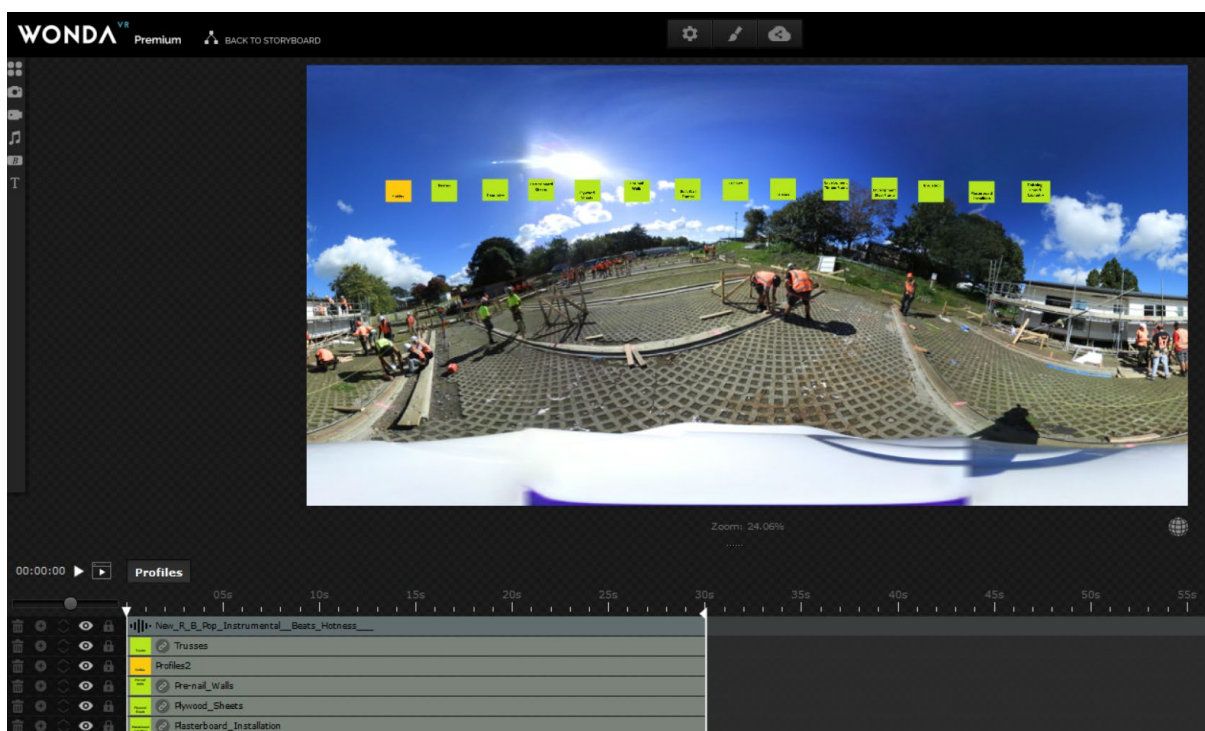 WONDA VR Premium BACK TO STORYBOARD
Zoom: 24.06%
00:00:00 Profiles
05s 10s 15s 20s 25s 30s 35s 40s 45s 50s 55s
New_R_B_Pop_Instrumental__Beats_Hotness___
Trusses
Profiles2
Pre-nail_Walls
Plywood_Sheets
Plasterboard_Installation